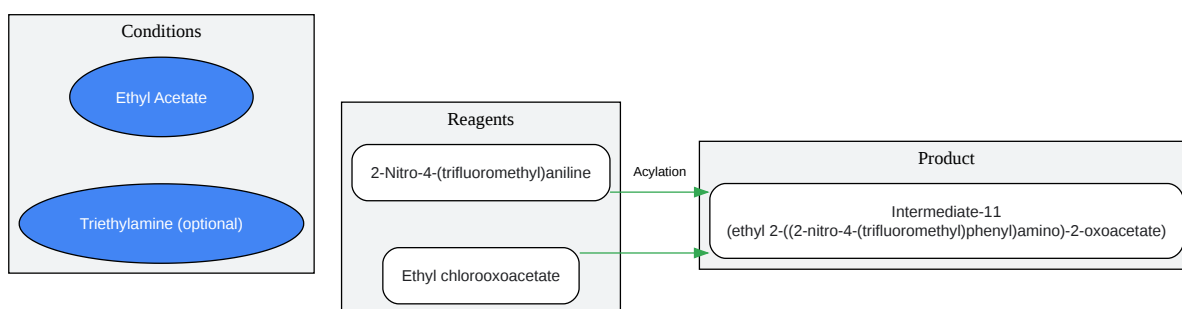 Conditions
Ethyl Acetate
Triethylamine (optional)
Reagents
2-Nitro-4-(trifluoromethyl)aniline
Ethyl chlorooxoacetate
Acylation
Product
Intermediate-11
(ethyl 2-((2-nitro-4-(trifluoromethyl)phenyl)amino)-2-oxoacetate)